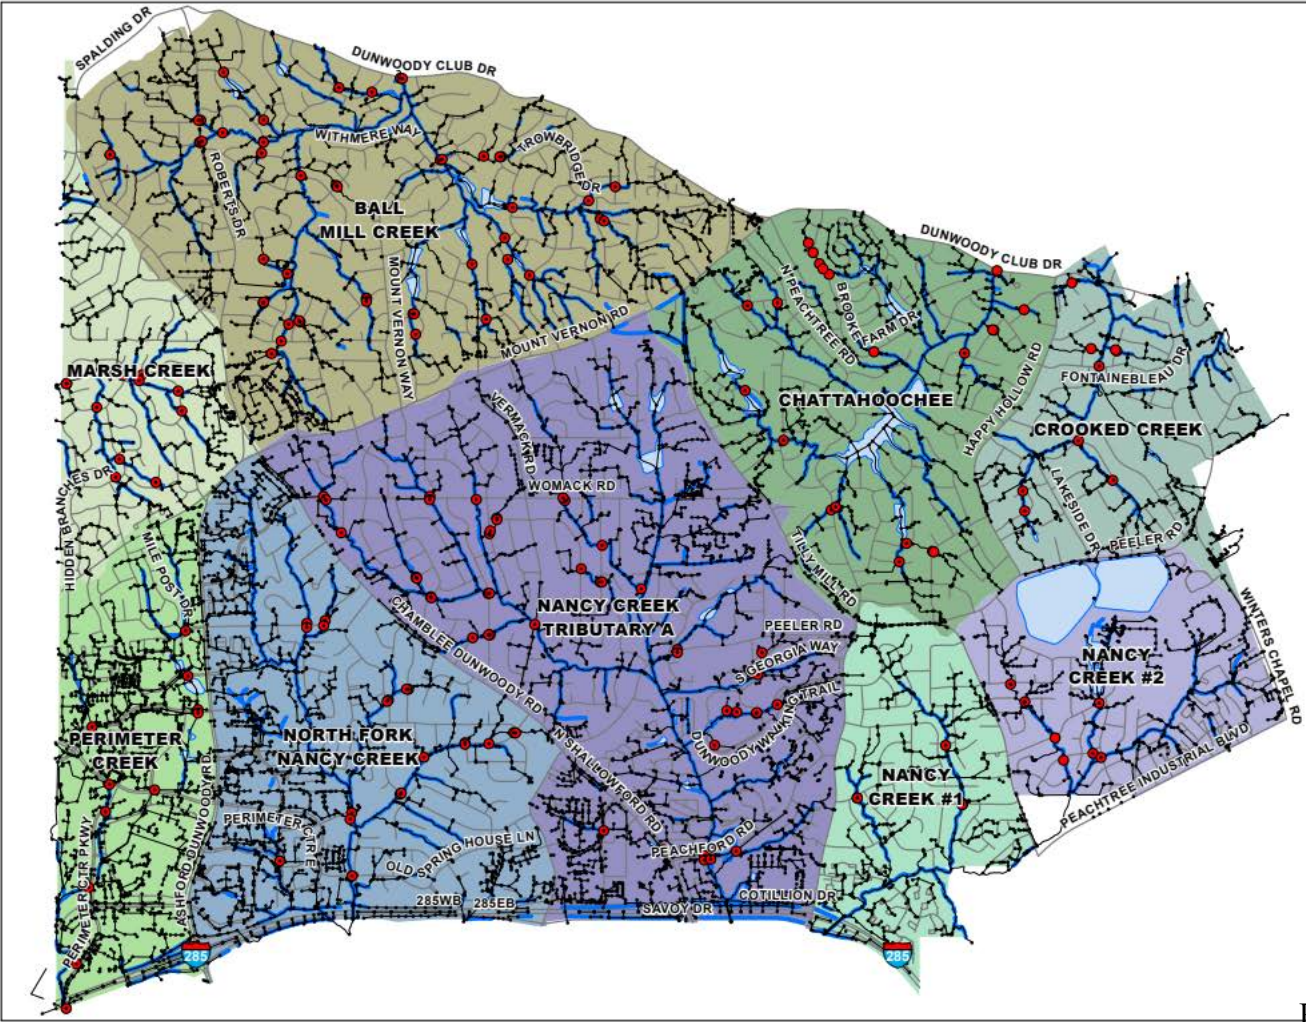 SPALDING DR
DUNWOODY CLUB DR
WITHMERE WAY
TROWBRIDGE DR
ROBERTS DR
BALL
MILL CREEK
MOUNT VERNON WAY
MOUNT VERNON RD
DUNWOODY CLUB DR
N PEACHTREE RD
BROOKE FARM DR
HAPPY HOLLOW RD
FONTAINEBLEAU DR
MARSH CREEK
CHATTAHOOCHEE
CROOKED CREEK
VERMACK RD
WOMACK RD
LAKESIDE DR
PEELER RD
HIDDEN BRANCHES DR
MILE POST DR
TILLY MILL RD
WINTERS CHAPEL RD
CHAMBLEE DUNWOODY RD
NANCY CREEK
TRIBUTARY A
PEELER RD
S GEORGIA WAY
NANCY
CREEK #2
DUNWOODY WALKING TRAIL
PERIMETER
CREEK
NORTH FORK
NANCY CREEK
N SHALLOWFORD RD
NANCY
CREEK #1
PEACHTREE INDUSTRIAL BLVD
ASHFORD DUNWOODY RD
PERIMETER CTR E
PEACHFORD RD
OLD SPRING HOUSE LN
PERIMETER CTR PKWY
285WB
285EB
SAVOY DR
COTILLION DR
285
285